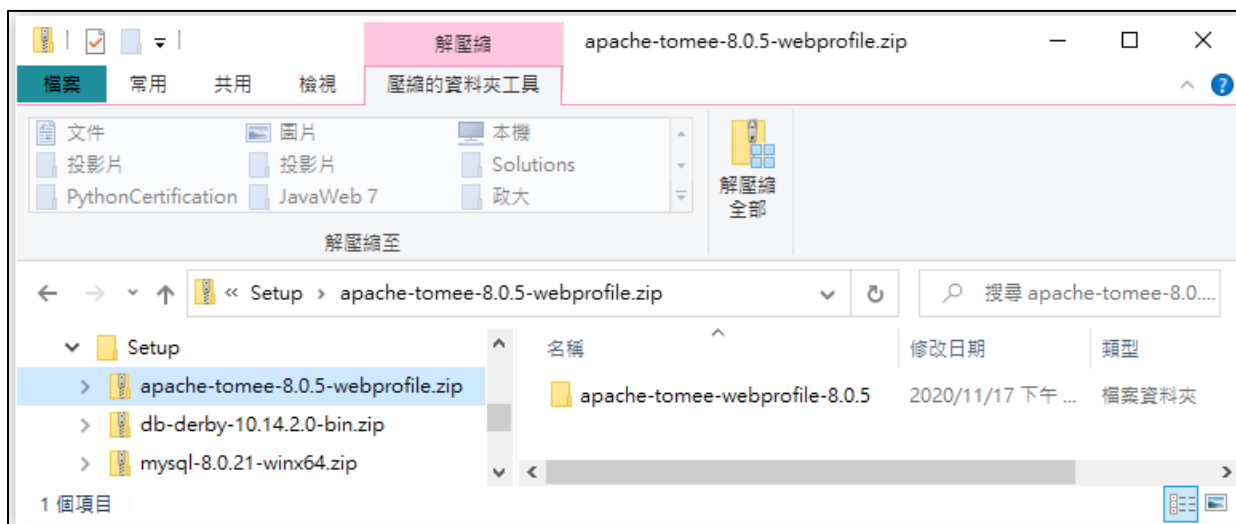 解壓縮 apache-tomee-8.0.5-webprofile.zip
檔案 常用 共用 檢視 壓縮的資料夾工具
文件 圖片 本機
投影片 投影片 Solutions
PythonCertification JavaWeb 7 政大
解壓縮
全部
解壓縮至
« Setup › apache-tomee-8.0.5-webprofile.zip 搜尋 apache-tomee-8.0....
Setup 名稱 修改日期 類型
apache-tomee-8.0.5-webprofile.zip apache-tomee-webprofile-8.0.5 2020/11/17 下午 ... 檔案資料夾
db-derby-10.14.2.0-bin.zip
mysql-8.0.21-winx64.zip
1 個項目